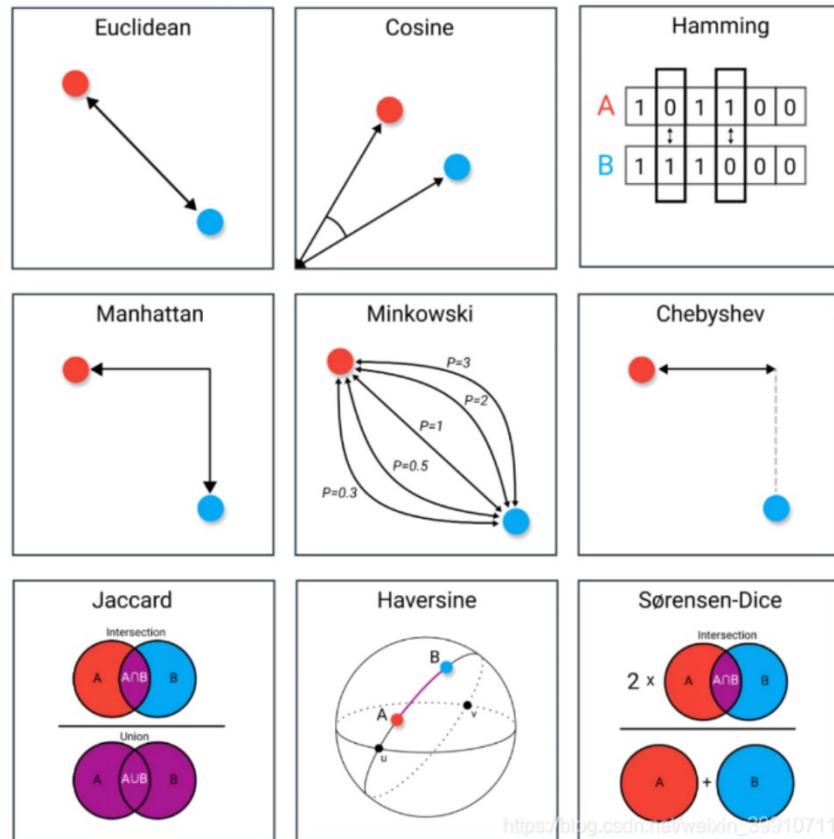 Euclidean
Cosine
Hamming
A 1 0 1 1 0 0
B 1 1 1 0 0 0
Manhattan
Minkowski
Chebyshev
P=3
P=2
P=1
P=0.5
P=0.3
Jaccard
Intersection
A A∩B B
Union
A A∪B B
Haversine
B
A
v
u
Sørensen-Dice
Intersection
2 x A A∩B B
A + B
https://blog.csdn.net/weixin_39910711